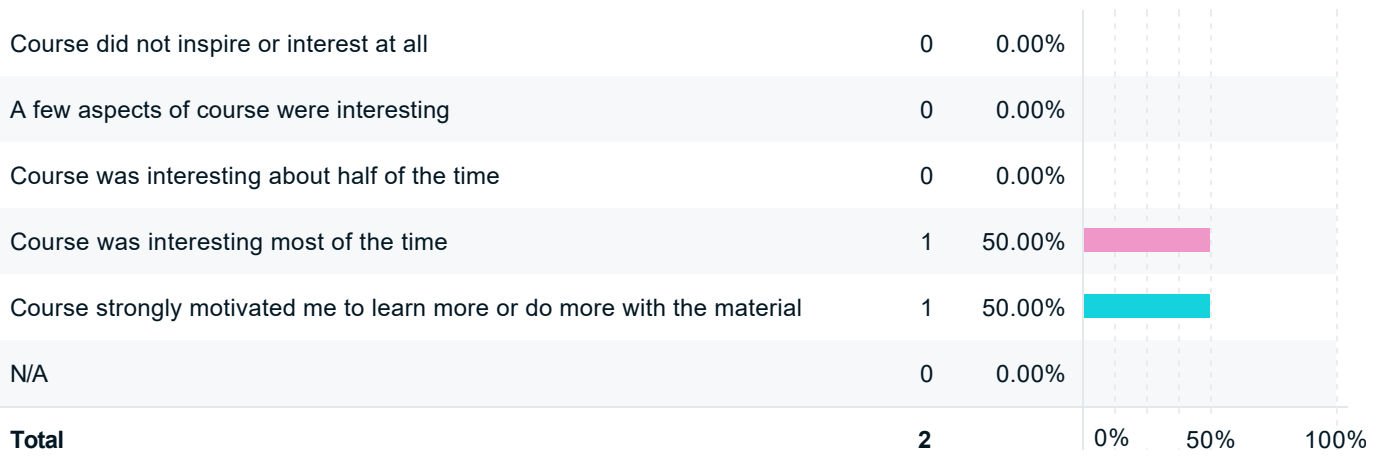 Course did not inspire or interest at all 0 0.00%
A few aspects of course were interesting 0 0.00%
Course was interesting about half of the time 0 0.00%
Course was interesting most of the time 1 50.00%
Course strongly motivated me to learn more or do more with the material 1 50.00%
N/A 0 0.00%
Total 2 0% 50% 100%